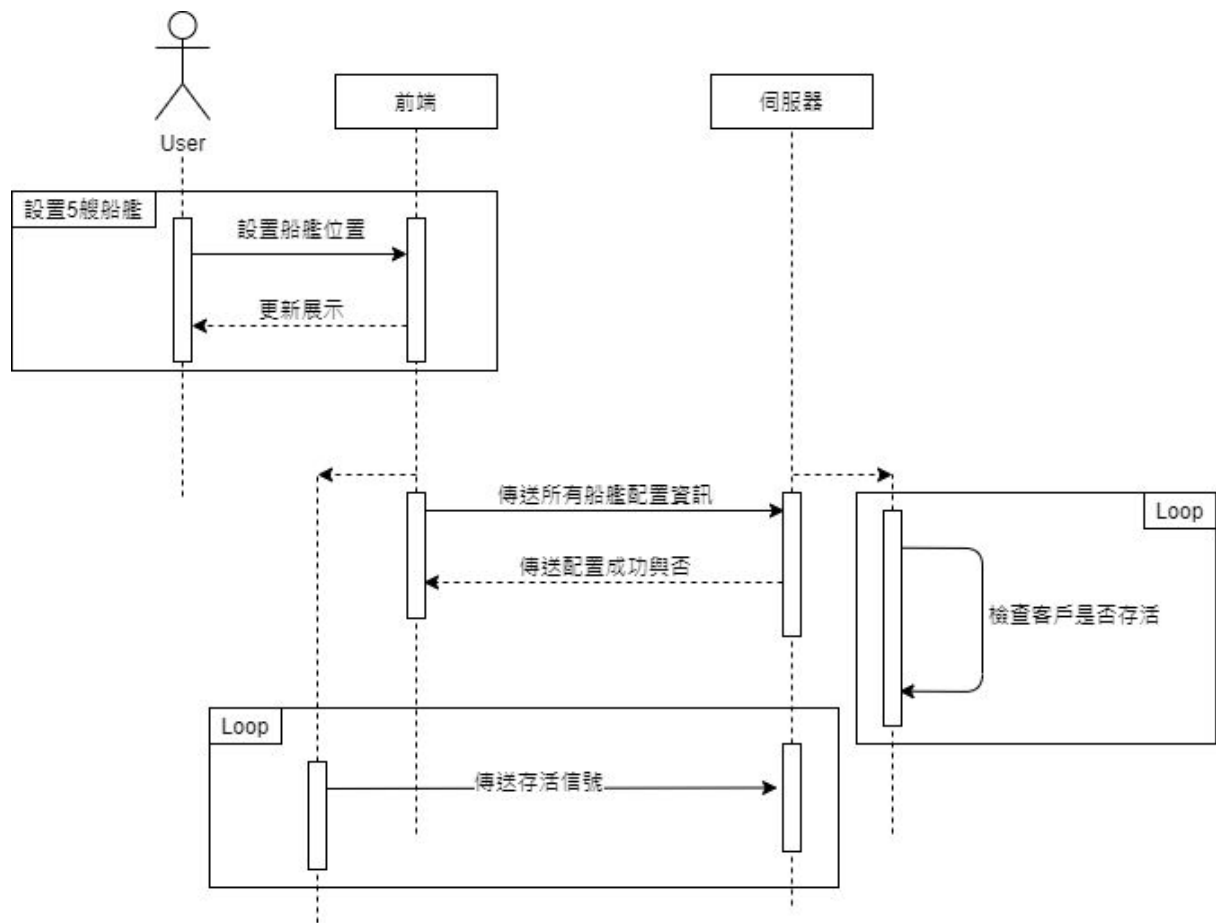 User
前端
伺服器
設置5艘船艦
設置船艦位置
更新展示
傳送所有船艦配置資訊
Loop
傳送配置成功與否
檢查客戶是否存活
Loop
傳送存活信號